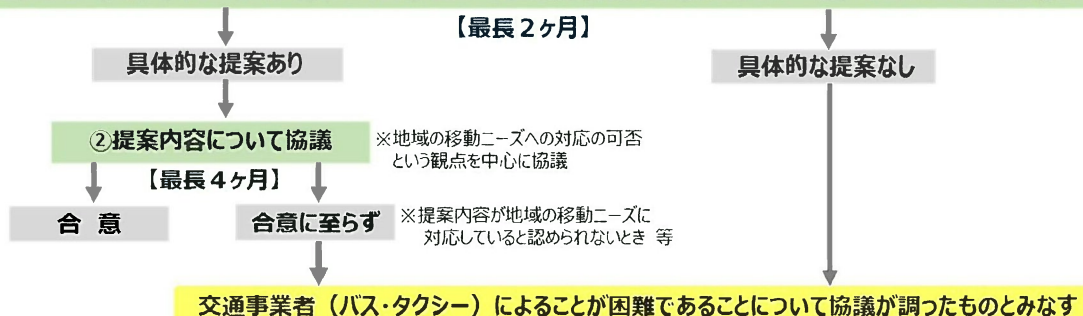 【最長2ヶ月】
具体的な提案あり
具体的な提案なし
②提案内容について協議
※地域の移動ニーズへの対応の可否
という観点を中心に協議
【最長4ヶ月】
合 意
合意に至らず
※提案内容が地域の移動ニーズに
対応していると認められないとき 等
交通事業者（バス・タクシー）によることが困難であることについて協議が調ったものとみなす